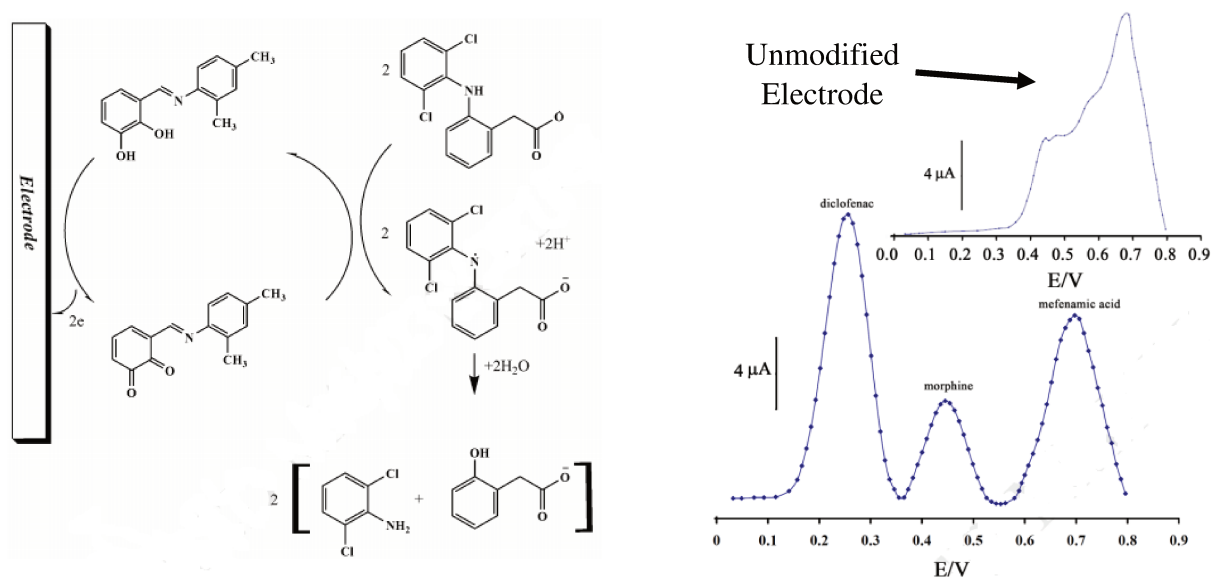 Electrode
CH3
N
CH3
OH
OH
2e
CH3
N
CH3
O
O
2
Cl
NH
Cl
O
O
2
Cl
N
+2H+
Cl
O-
O
+2H2O
2
[
Cl
NH2
Cl
+
OH
O-
O
]
Unmodified
Electrode
4 µA
0.0 0.1 0.2 0.3 0.4 0.5 0.6 0.7 0.8 0.9
E/V
diclofenac
mefenamic acid
morphine
4 µA
0 0.1 0.2 0.3 0.4 0.5 0.6 0.7 0.8 0.9
E/V